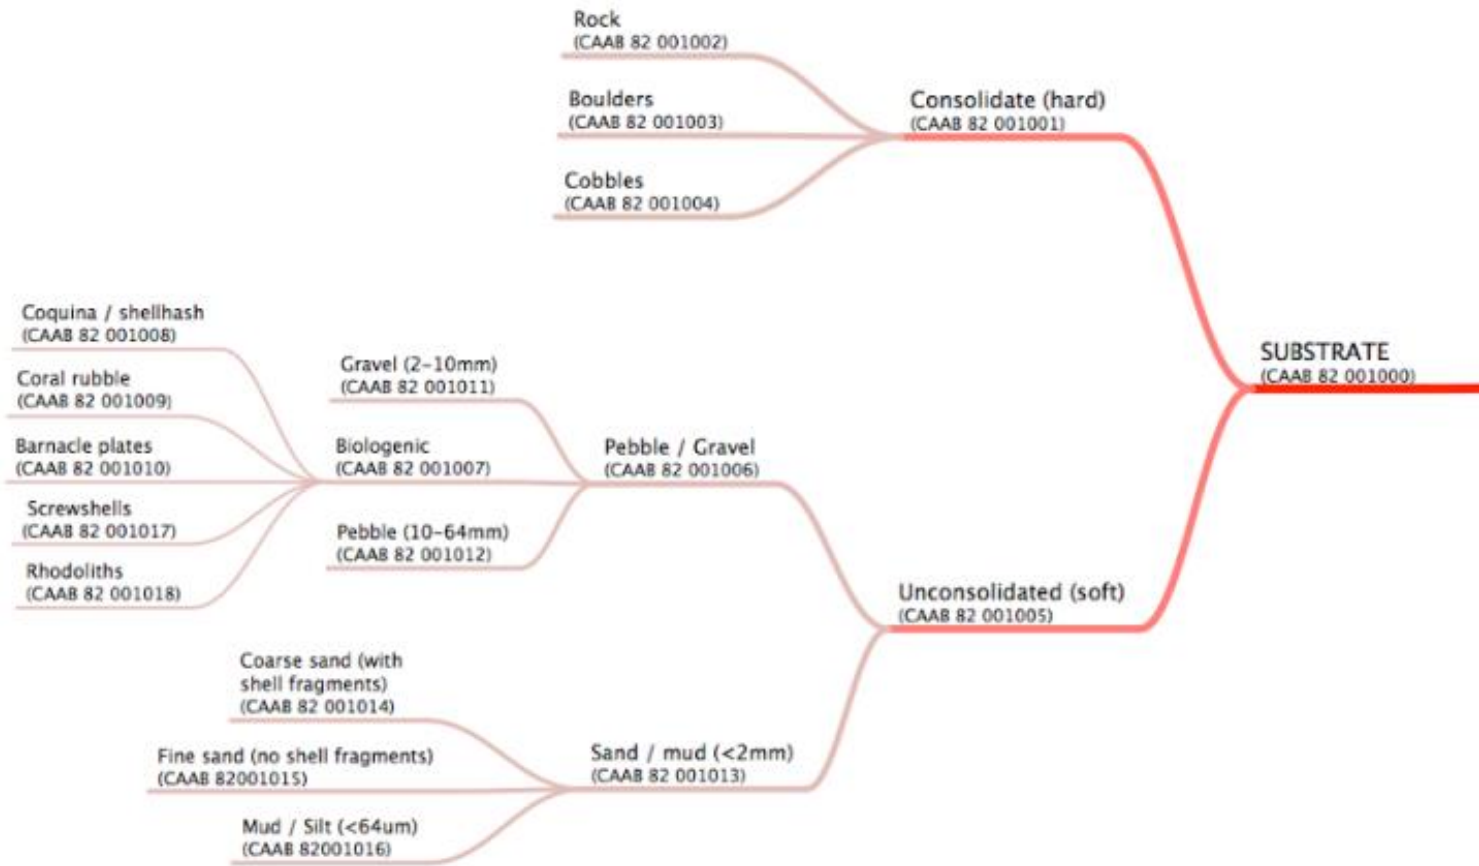 Rock
(CAAB 82 001002)
Boulders
(CAAB 82 001003)
Cobbles
(CAAB 82 001004)
Consolidate (hard)
(CAAB 82 001001)
SUBSTRATE
(CAAB 82 001000)
Coquina / shellhash
(CAAB 82 001008)
Coral rubble
(CAAB 82 001009)
Barnacle plates
(CAAB 82 001010)
Screwshells
(CAAB 82 001017)
Rhodoliths
(CAAB 82 001018)
Gravel (2-10mm)
(CAAB 82 001011)
Biologenic
(CAAB 82 001007)
Pebble (10-64mm)
(CAAB 82 001012)
Pebble / Gravel
(CAAB 82 001006)
Unconsolidated (soft)
(CAAB 82 001005)
Coarse sand (with
shell fragments)
(CAAB 82 001014)
Fine sand (no shell fragments)
(CAAB 82001015)
Mud / Silt (<64um)
(CAAB 82001016)
Sand / mud (<2mm)
(CAAB 82 001013)